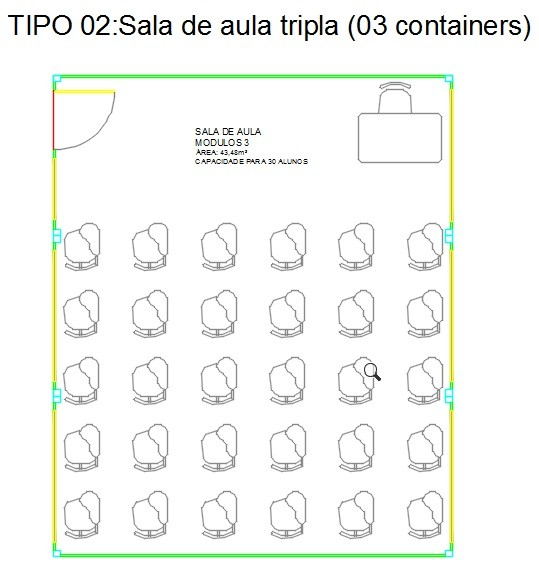 TIPO 02:Sala de aula tripla (03 containers)
SALA DE AULA
MODULOS 3
ÁREA: 43,48m²
CAPACIDADE PARA 30 ALUNOS